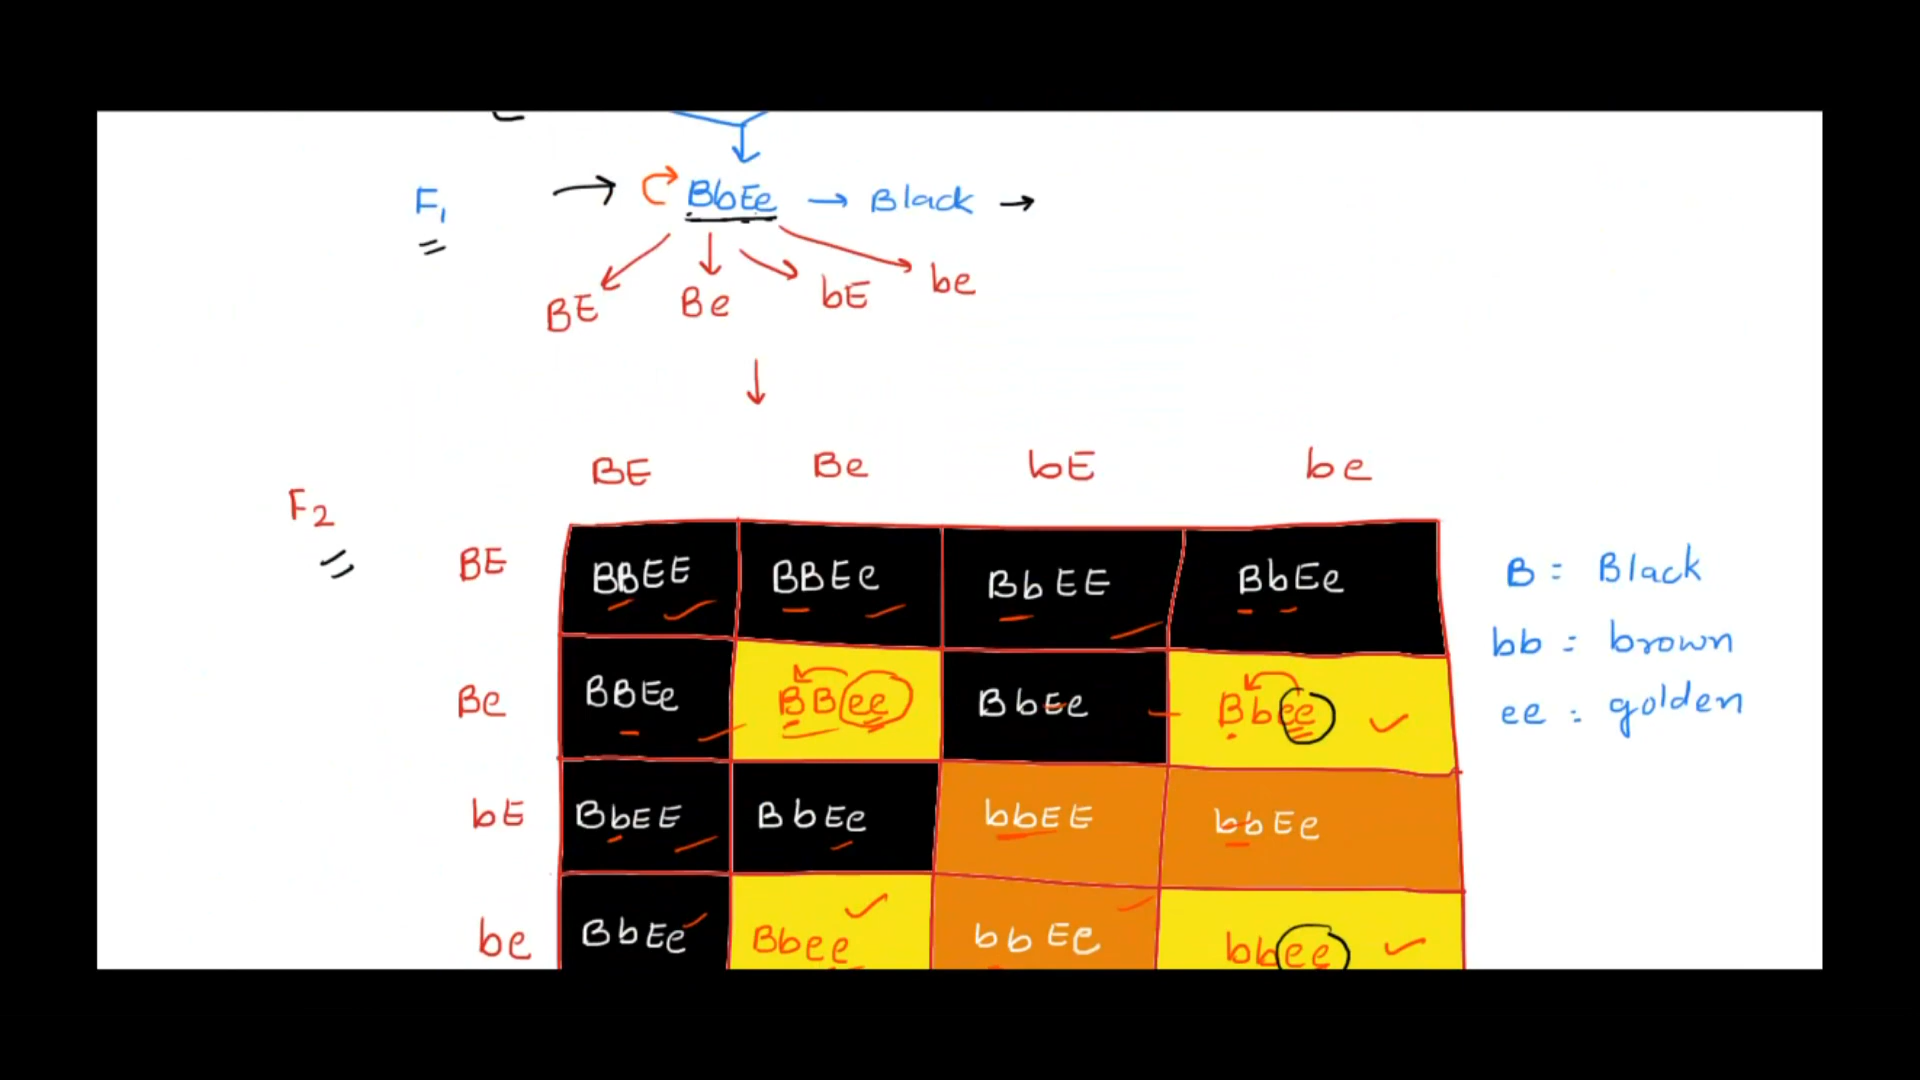 F1 BbEe → Black →
BE Be bE be
BE Be bE be
F2
BE BBEE BBEe BbEE BbEe B = Black
bb = brown
Be BBEe BBee BbEe Bbee ee = golden
bE BbEE BbEe bbEE bbEe
be BbEe Bbee bbEe bbee